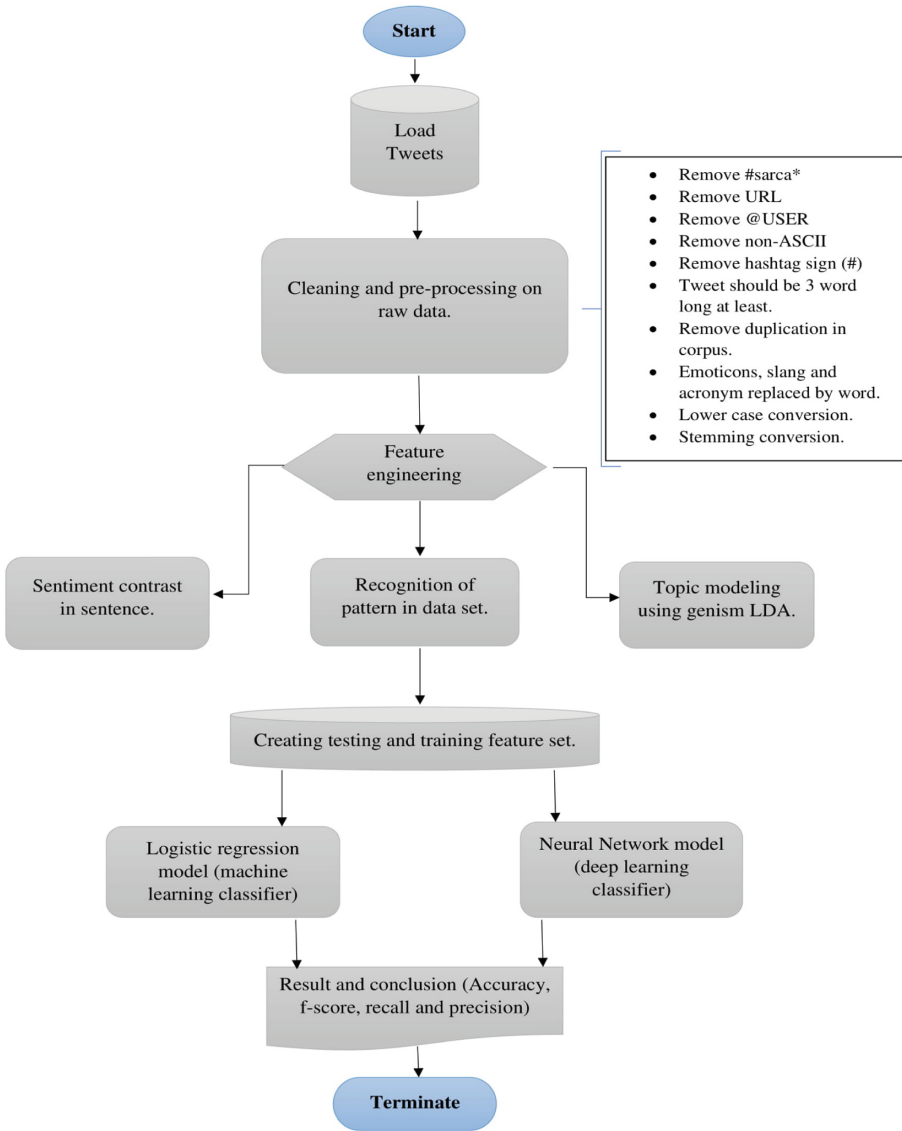 Start
Load
Tweets
• Remove #sarca*
• Remove URL
• Remove @USER
• Remove non-ASCII
• Remove hashtag sign (#)
• Tweet should be 3 word
long at least.
• Remove duplication in
corpus.
• Emoticons, slang and
acronym replaced by word.
• Lower case conversion.
• Stemming conversion.
Cleaning and pre-processing on
raw data.
Feature
engineering
Sentiment contrast
in sentence.
Recognition of
pattern in data set.
Topic modeling
using genism LDA.
Creating testing and training feature set.
Logistic regression
model (machine
learning classifier)
Neural Network model
(deep learning
classifier)
Result and conclusion (Accuracy,
f-score, recall and precision)
Terminate